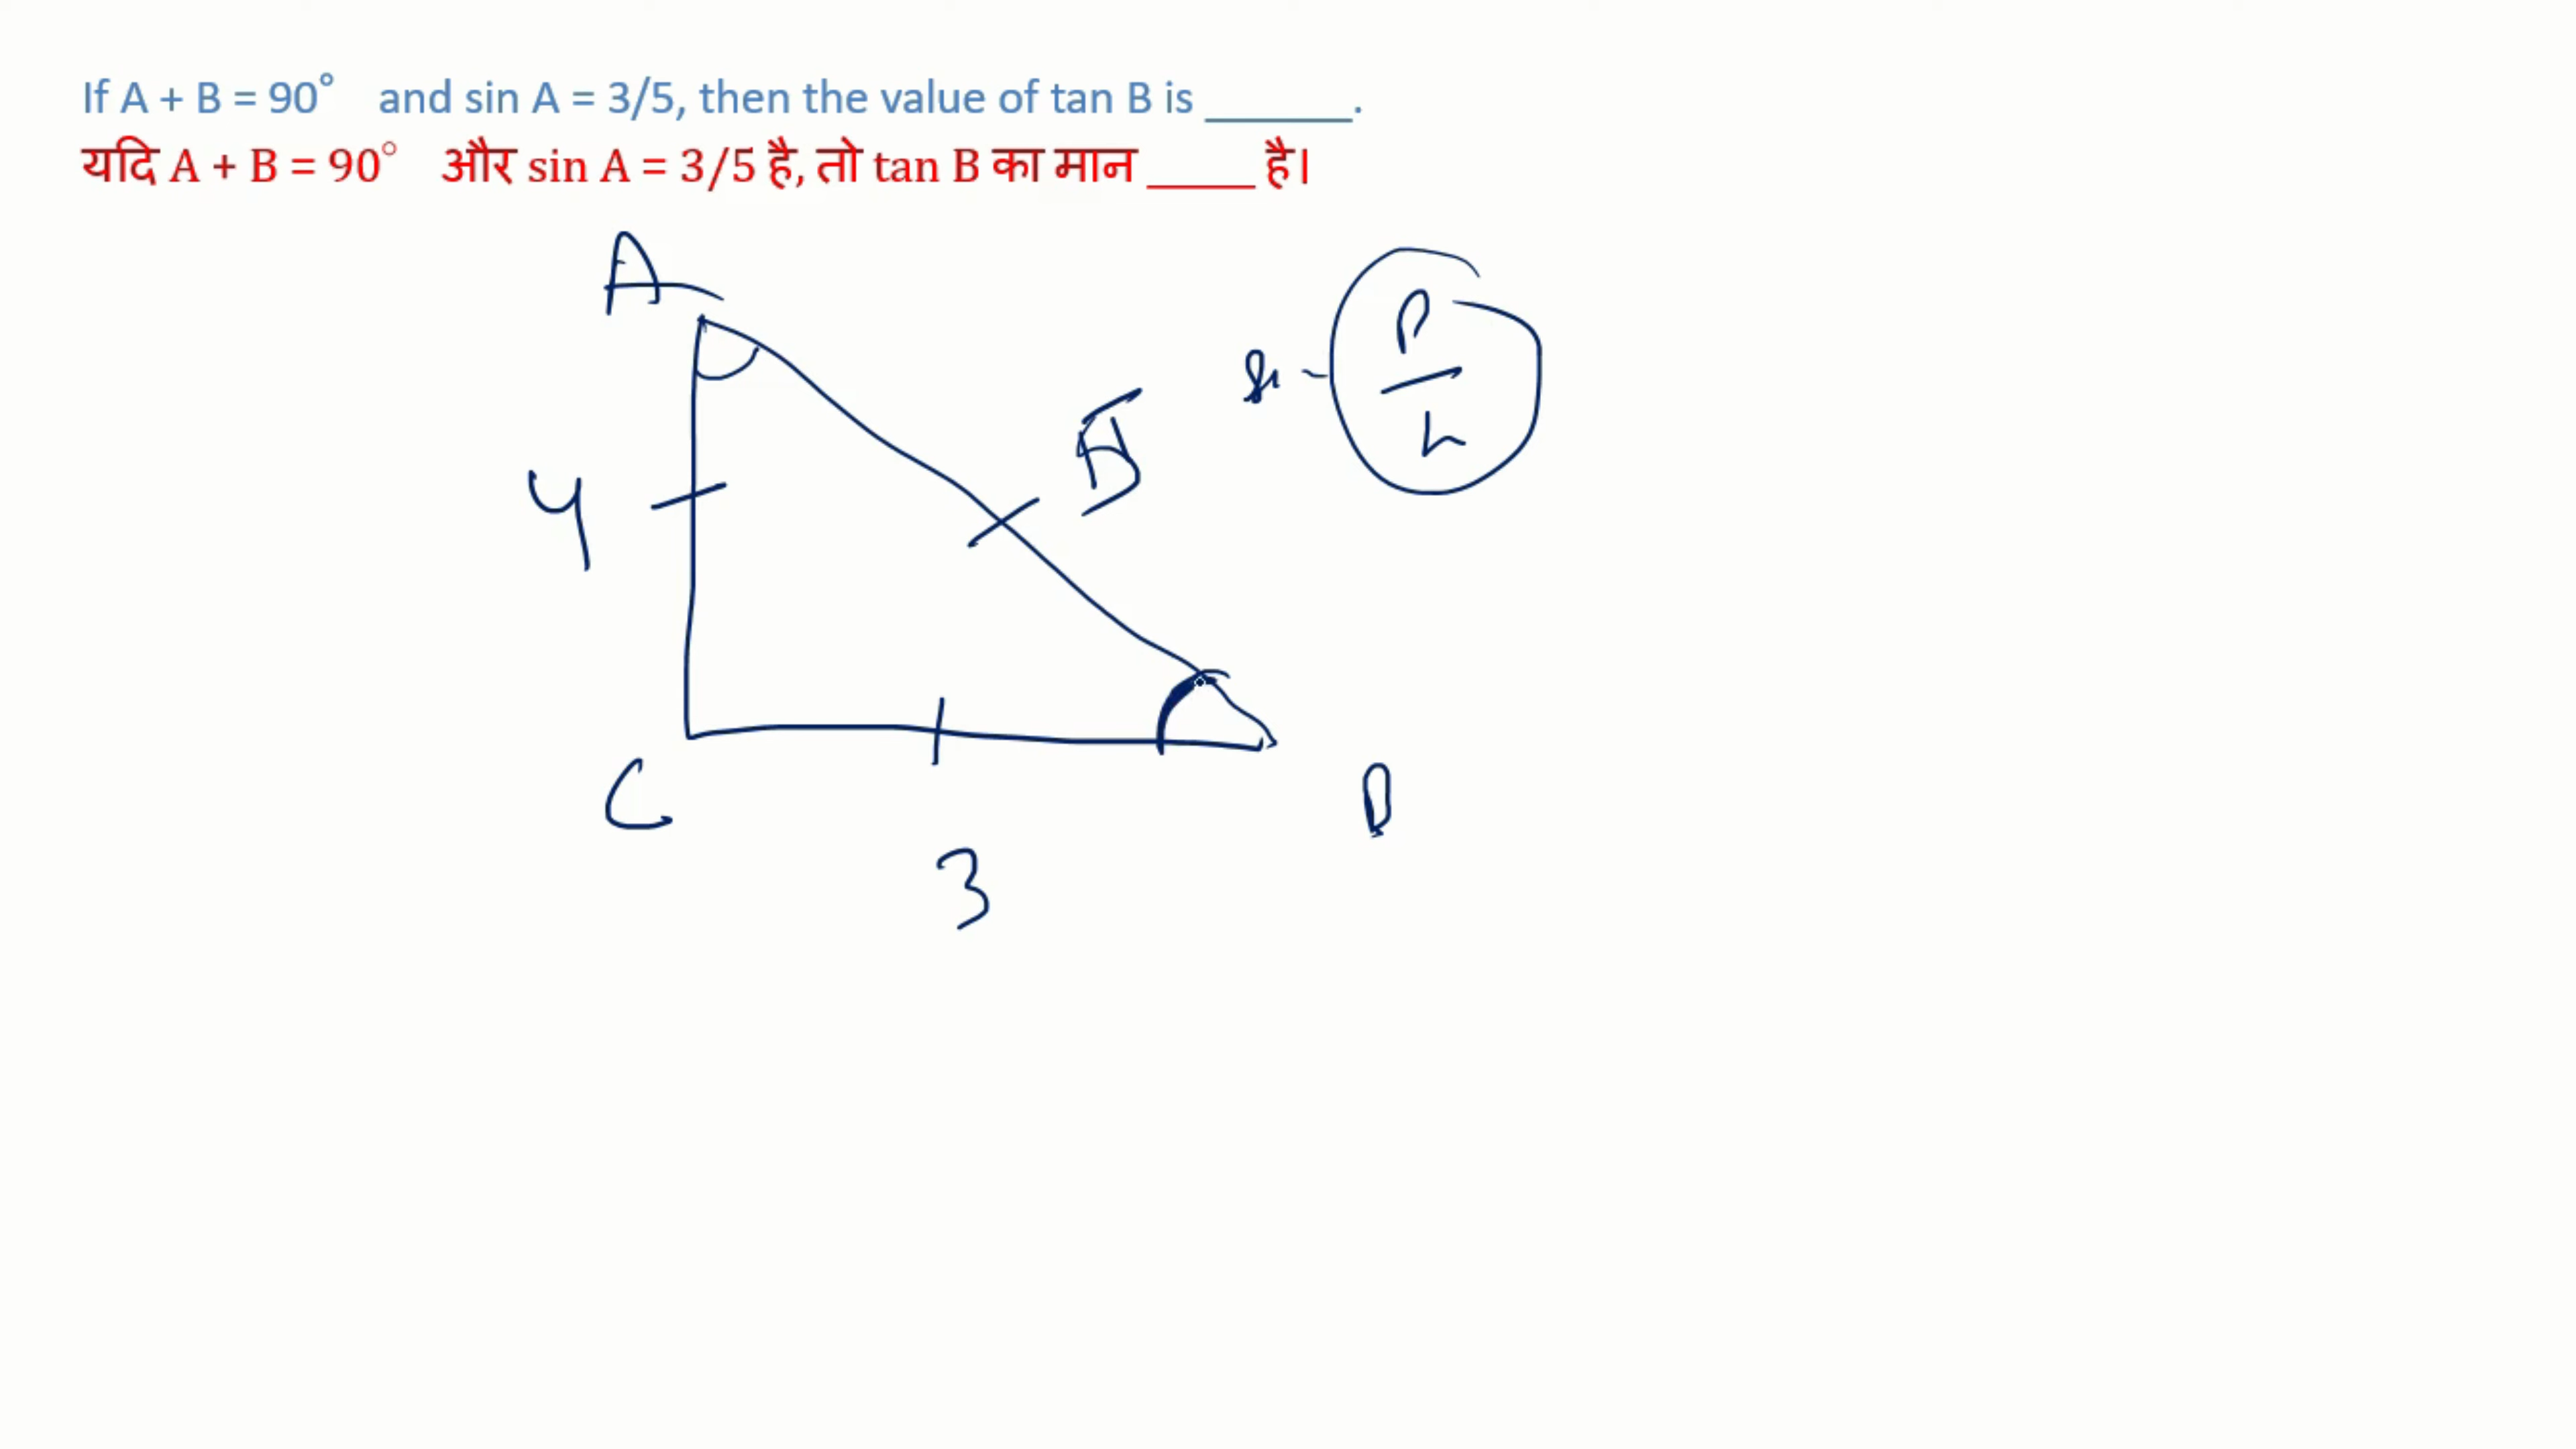 If A + B = 90° and sin A = 3/5, then the value of tan B is ______.
यदि A + B = 90° और sin A = 3/5 है, तो tan B का मान _____ है।
A
P
h
4
C
B
3